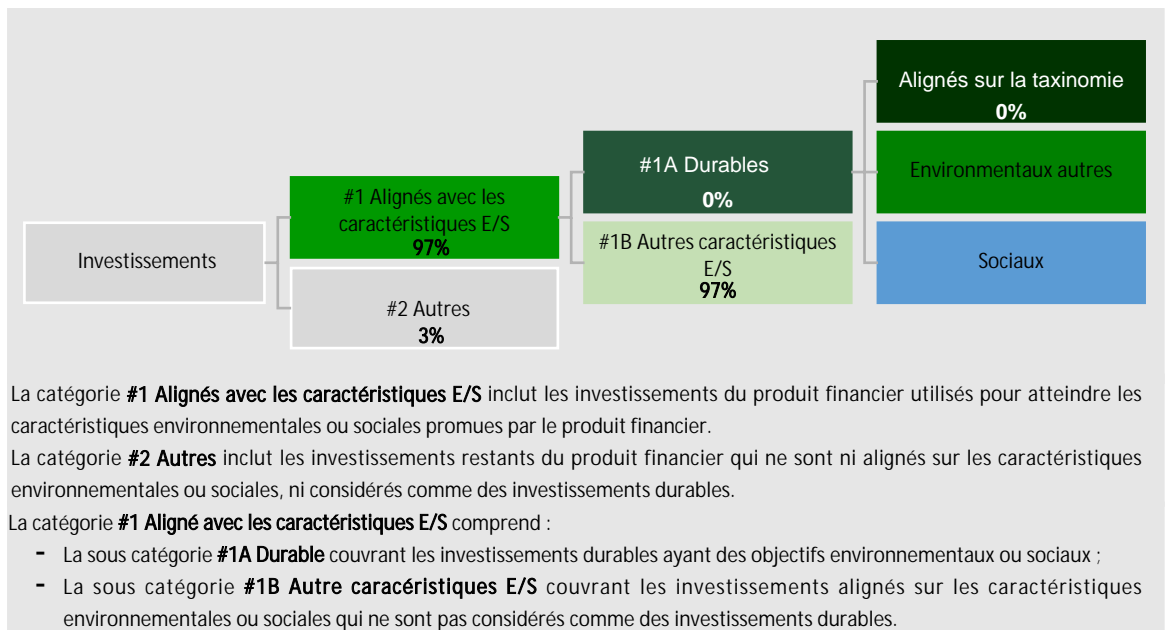 Alignés sur la taxinomie
0%
#1A Durables
0%
Environmentaux autres
#1 Alignés avec les
caractéristiques E/S
97%
Investissements
#1B Autres caractéristiques
E/S
97%
Sociaux
#2 Autres
3%
La catégorie #1 Alignés avec les caractéristiques E/S inclut les investissements du produit financier utilisés pour atteindre les
caractéristiques environnementales ou sociales promues par le produit financier.
La catégorie #2 Autres inclut les investissements restants du produit financier qui ne sont ni alignés sur les caractéristiques
environnementales ou sociales, ni considérés comme des investissements durables.
La catégorie #1 Aligné avec les caractéristiques E/S comprend :
- La sous catégorie #1A Durable couvrant les investissements durables ayant des objectifs environnementaux ou sociaux ;
- La sous catégorie #1B Autre caracéristiques E/S couvrant les investissements alignés sur les caractéristiques
environnementales ou sociales qui ne sont pas considérés comme des investissements durables.